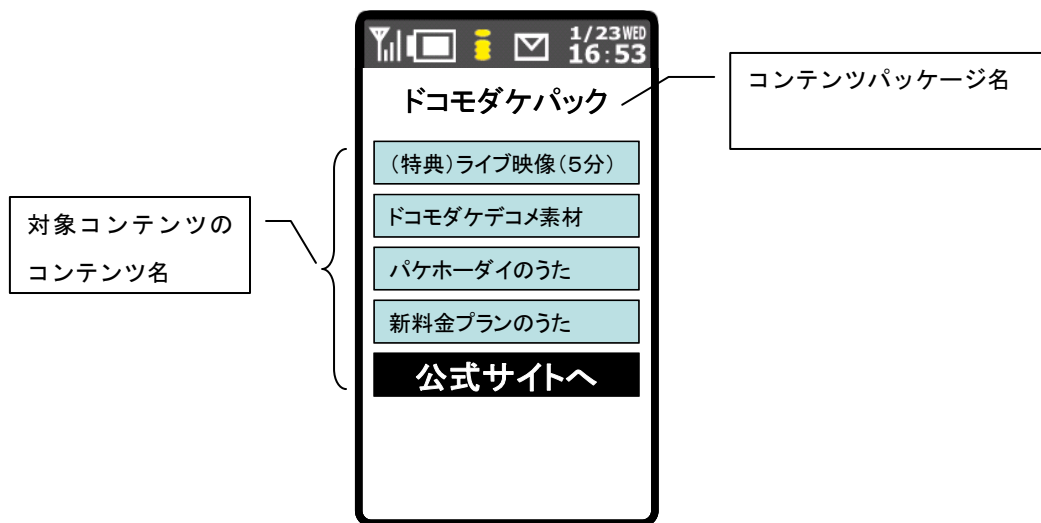 1/23 WED
16:53
ドコモダケパック
コンテンツパッケージ名
(特典)ライブ映像(5分)
ドコモダケデコメ素材
パケホーダイのうた
新料金プランのうた
公式サイトへ
対象コンテンツの
コンテンツ名